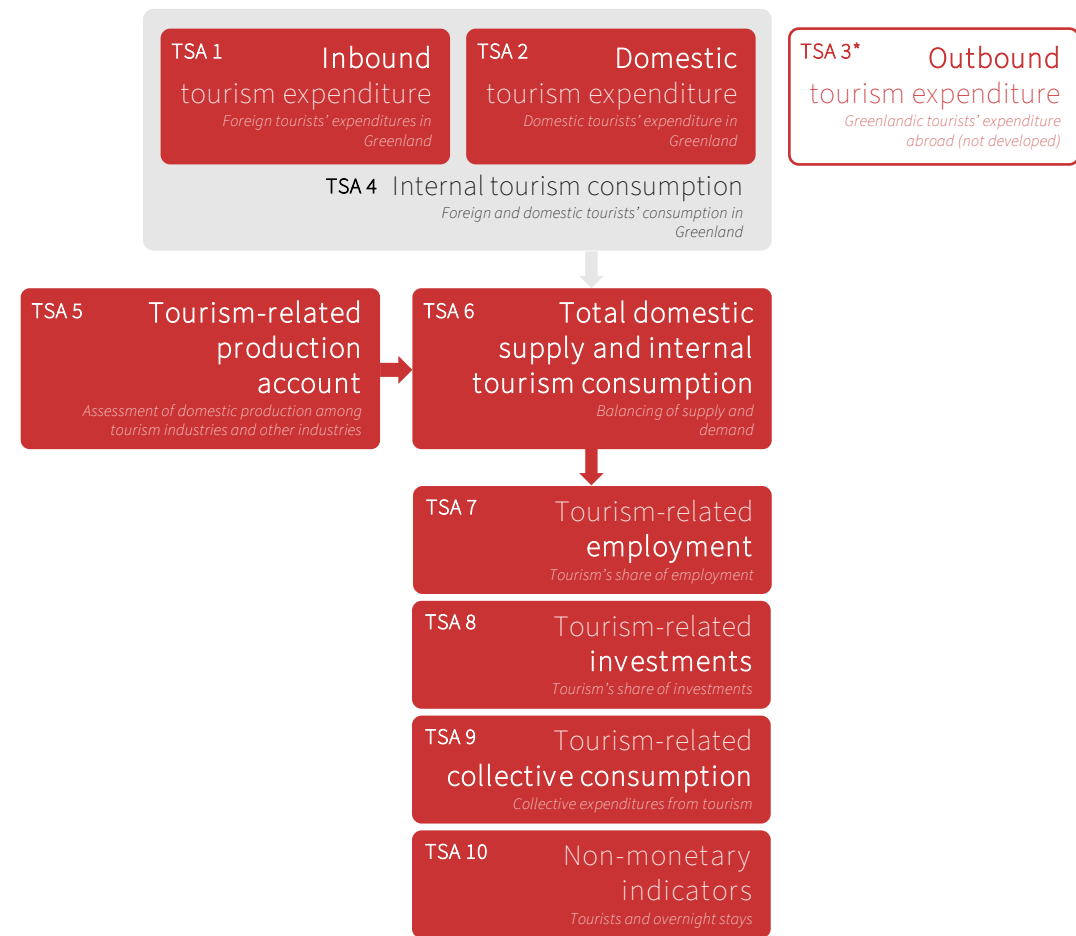 TSA 1 Inbound
tourism expenditure
Foreign tourists’ expenditures in
Greenland
TSA 2 Domestic
tourism expenditure
Domestic tourists’ expenditure in
Greenland
TSA 3* Outbound
tourism expenditure
Greenlandic tourists’ expenditure
abroad (not developed)
TSA 4 Internal tourism consumption
Foreign and domestic tourists’ consumption in
Greenland
TSA 5 Tourism-related
production
account
Assessment of domestic production among
tourism industries and other industries
TSA 6 Total domestic
supply and internal
tourism consumption
Balancing of supply and
demand
TSA 7 Tourism-related
employment
Tourism’s share of employment
TSA 8 Tourism-related
investments
Tourism’s share of investments
TSA 9 Tourism-related
collective consumption
Collective expenditures from tourism
TSA 10 Non-monetary
indicators
Tourists and overnight stays